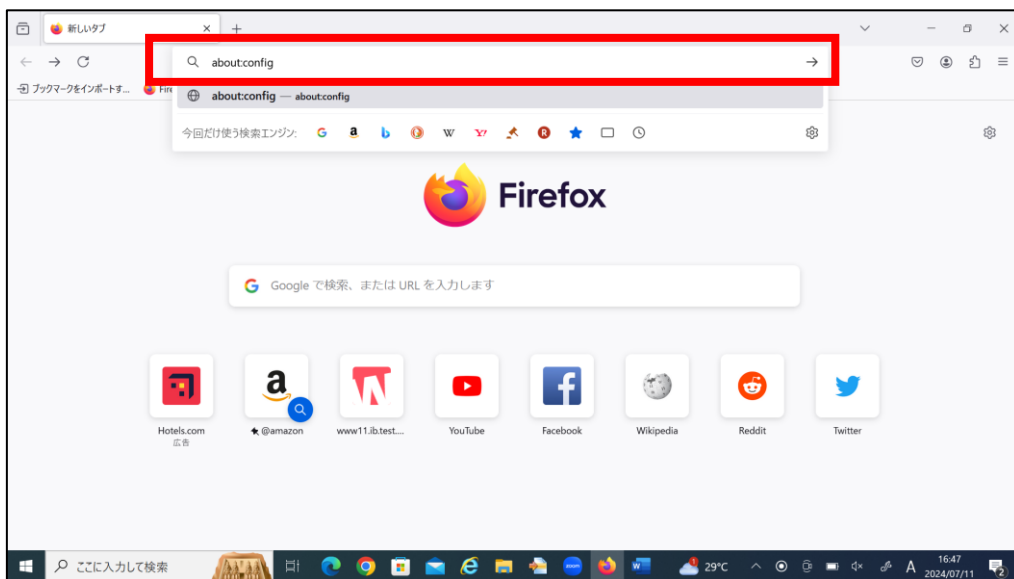 新しいタブ
about:config
ブックマークをインポートす...
Fire
about:config — about:config
今回だけ使う検索エンジン:
Firefox
Google で検索、または URL を入力します
Hotels.com
広告
@amazon
www11.ib.test....
YouTube
Facebook
Wikipedia
Reddit
Twitter
ここに入力して検索
29°C
A
16:47
2024/07/11
2